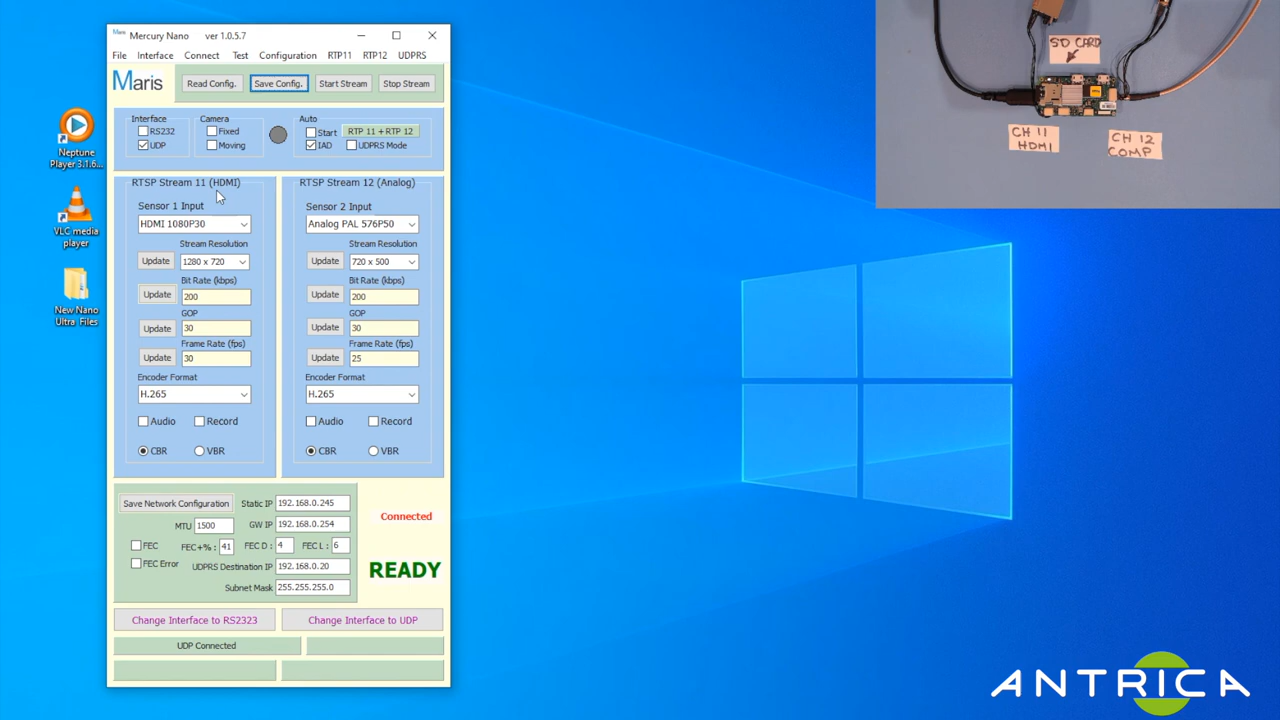 Maris
Mercury Nano ver 1.0.5.7
File Interface Connect Test Configuration RTP11 RTP12 UDPRS
Maris
Read Config. Save Config. Start Stream Stop Stream
Interface
RS232
UDP
Camera
Fixed
Moving
Auto
Start RTP 11 + RTP 12
IAD UDPRS Mode
RTSP Stream 11 (HDMI)
Sensor 1 Input
HDMI 1080P30
Stream Resolution
Update 1280 x 720
Bit Rate (kbps)
Update 200
GOP
Update 30
Frame Rate (fps)
Update 30
Encoder Format
H.265
Audio Record
CBR VBR
RTSP Stream 12 (Analog)
Sensor 2 Input
Analog PAL 576P50
Stream Resolution
Update 720 x 500
Bit Rate (kbps)
Update 200
GOP
Update 30
Frame Rate (fps)
Update 25
Encoder Format
H.265
Audio Record
CBR VBR
Save Network Configuration Static IP 192.168.0.245
MTU 1500 GW IP 192.168.0.254
FEC FEC+% : 41 FEC D : 4 FEC L : 6
FEC Error UDPRS Destination IP 192.168.0.20
Subnet Mask 255.255.255.0
Connected
READY
Change Interface to RS2323 Change Interface to UDP
UDP Connected
Neptune
Player 3.1.6...
VLC media
player
New Nano
Ultra Files
SD CARD
CH 11
HDMI
CH 12
COMP
ANTRICA